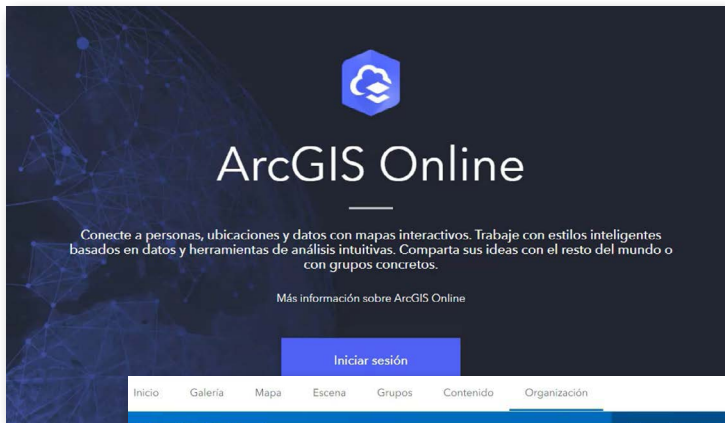 ArcGIS Online
Conecte a personas, ubicaciones y datos con mapas interactivos. Trabaje con estilos inteligentes
basados en datos y herramientas de análisis intuitivas. Comparta sus ideas con el resto del mundo o
con grupos concretos.
Más información sobre ArcGIS Online
Iniciar sesión
Inicio Galería Mapa Escena Grupos Contenido Organización